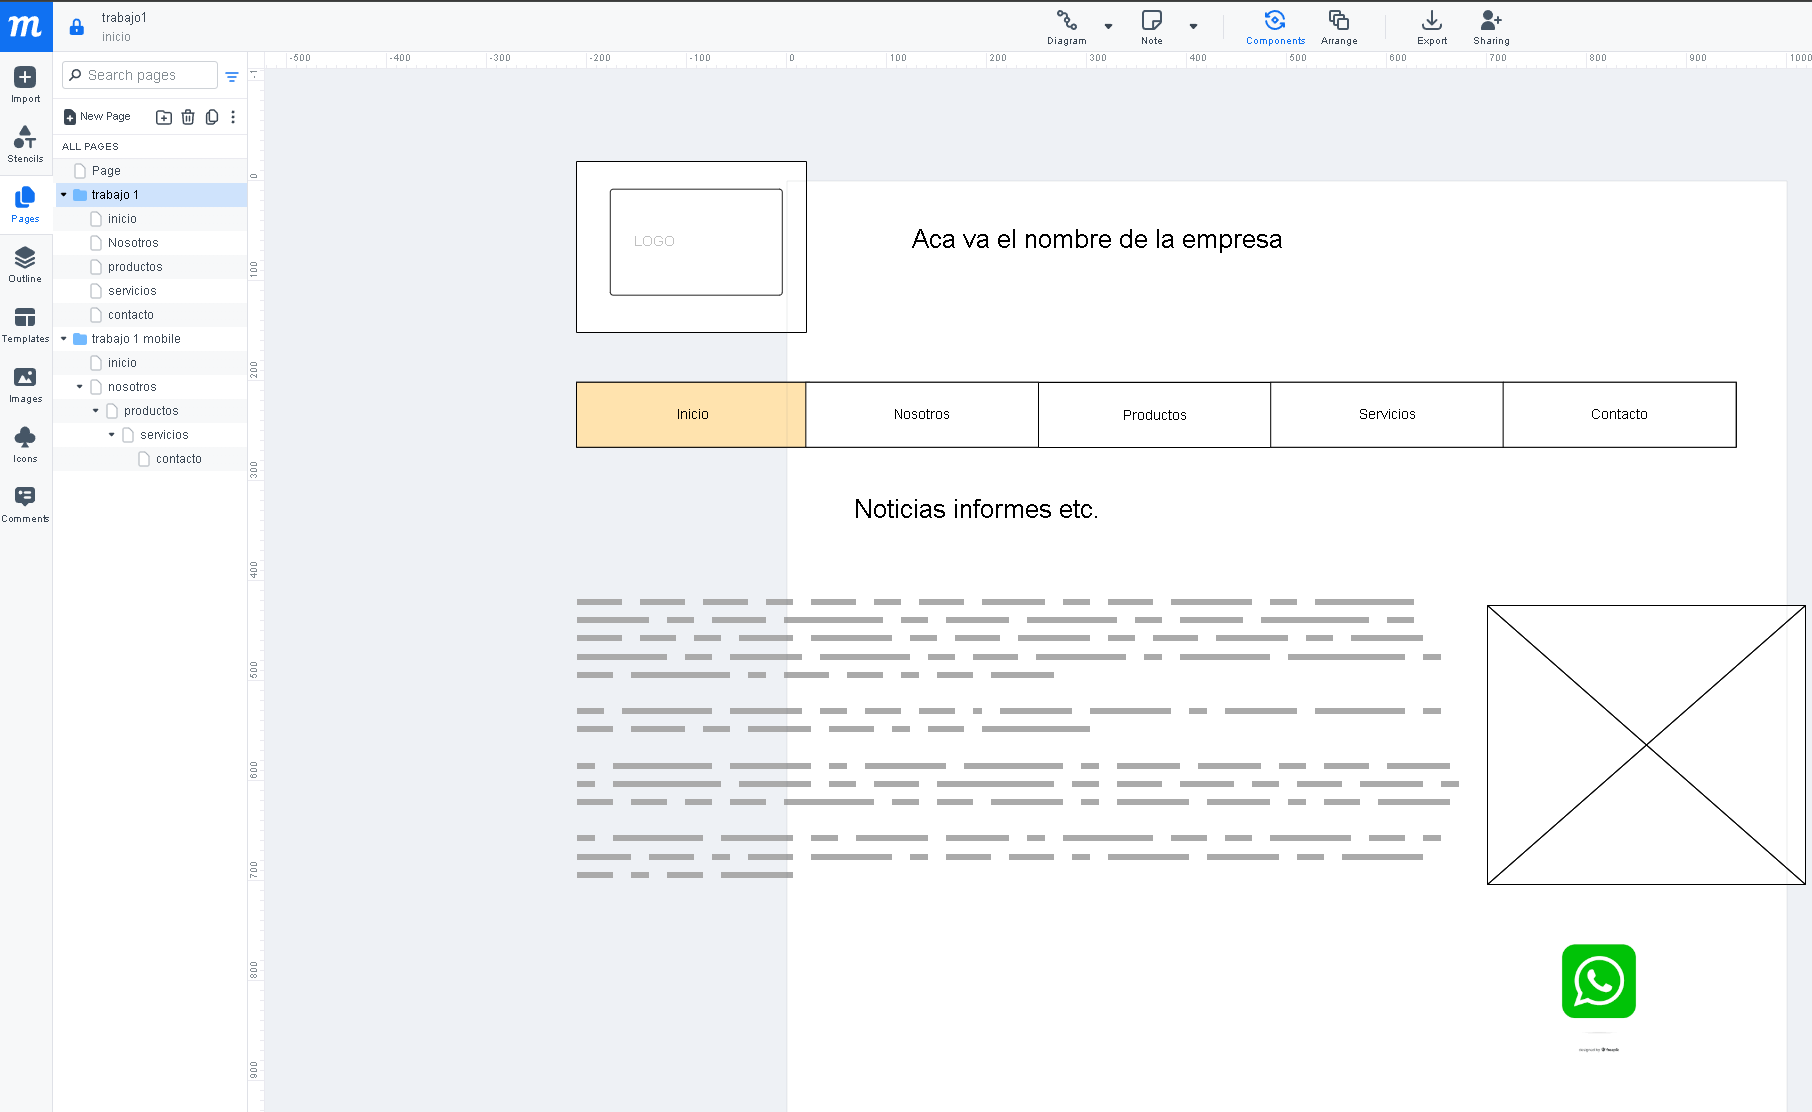 m
trabajo1
inicio
Diagram
Note
Components
Arrange
Export
Sharing
Import
Stencils
Pages
Outline
Templates
Images
Icons
Comments
Search pages
New Page
ALL PAGES
Page
trabajo 1
inicio
Nosotros
productos
servicios
contacto
trabajo 1 mobile
inicio
nosotros
productos
servicios
contacto
-500 -400 -300 -200 -100 0 100 200 300 400 500 600 700 800 900 1000
-1
0
100
200
300
400
500
600
700
800
900
LOGO
Aca va el nombre de la empresa
Inicio Nosotros Productos Servicios Contacto
Noticias informes etc.